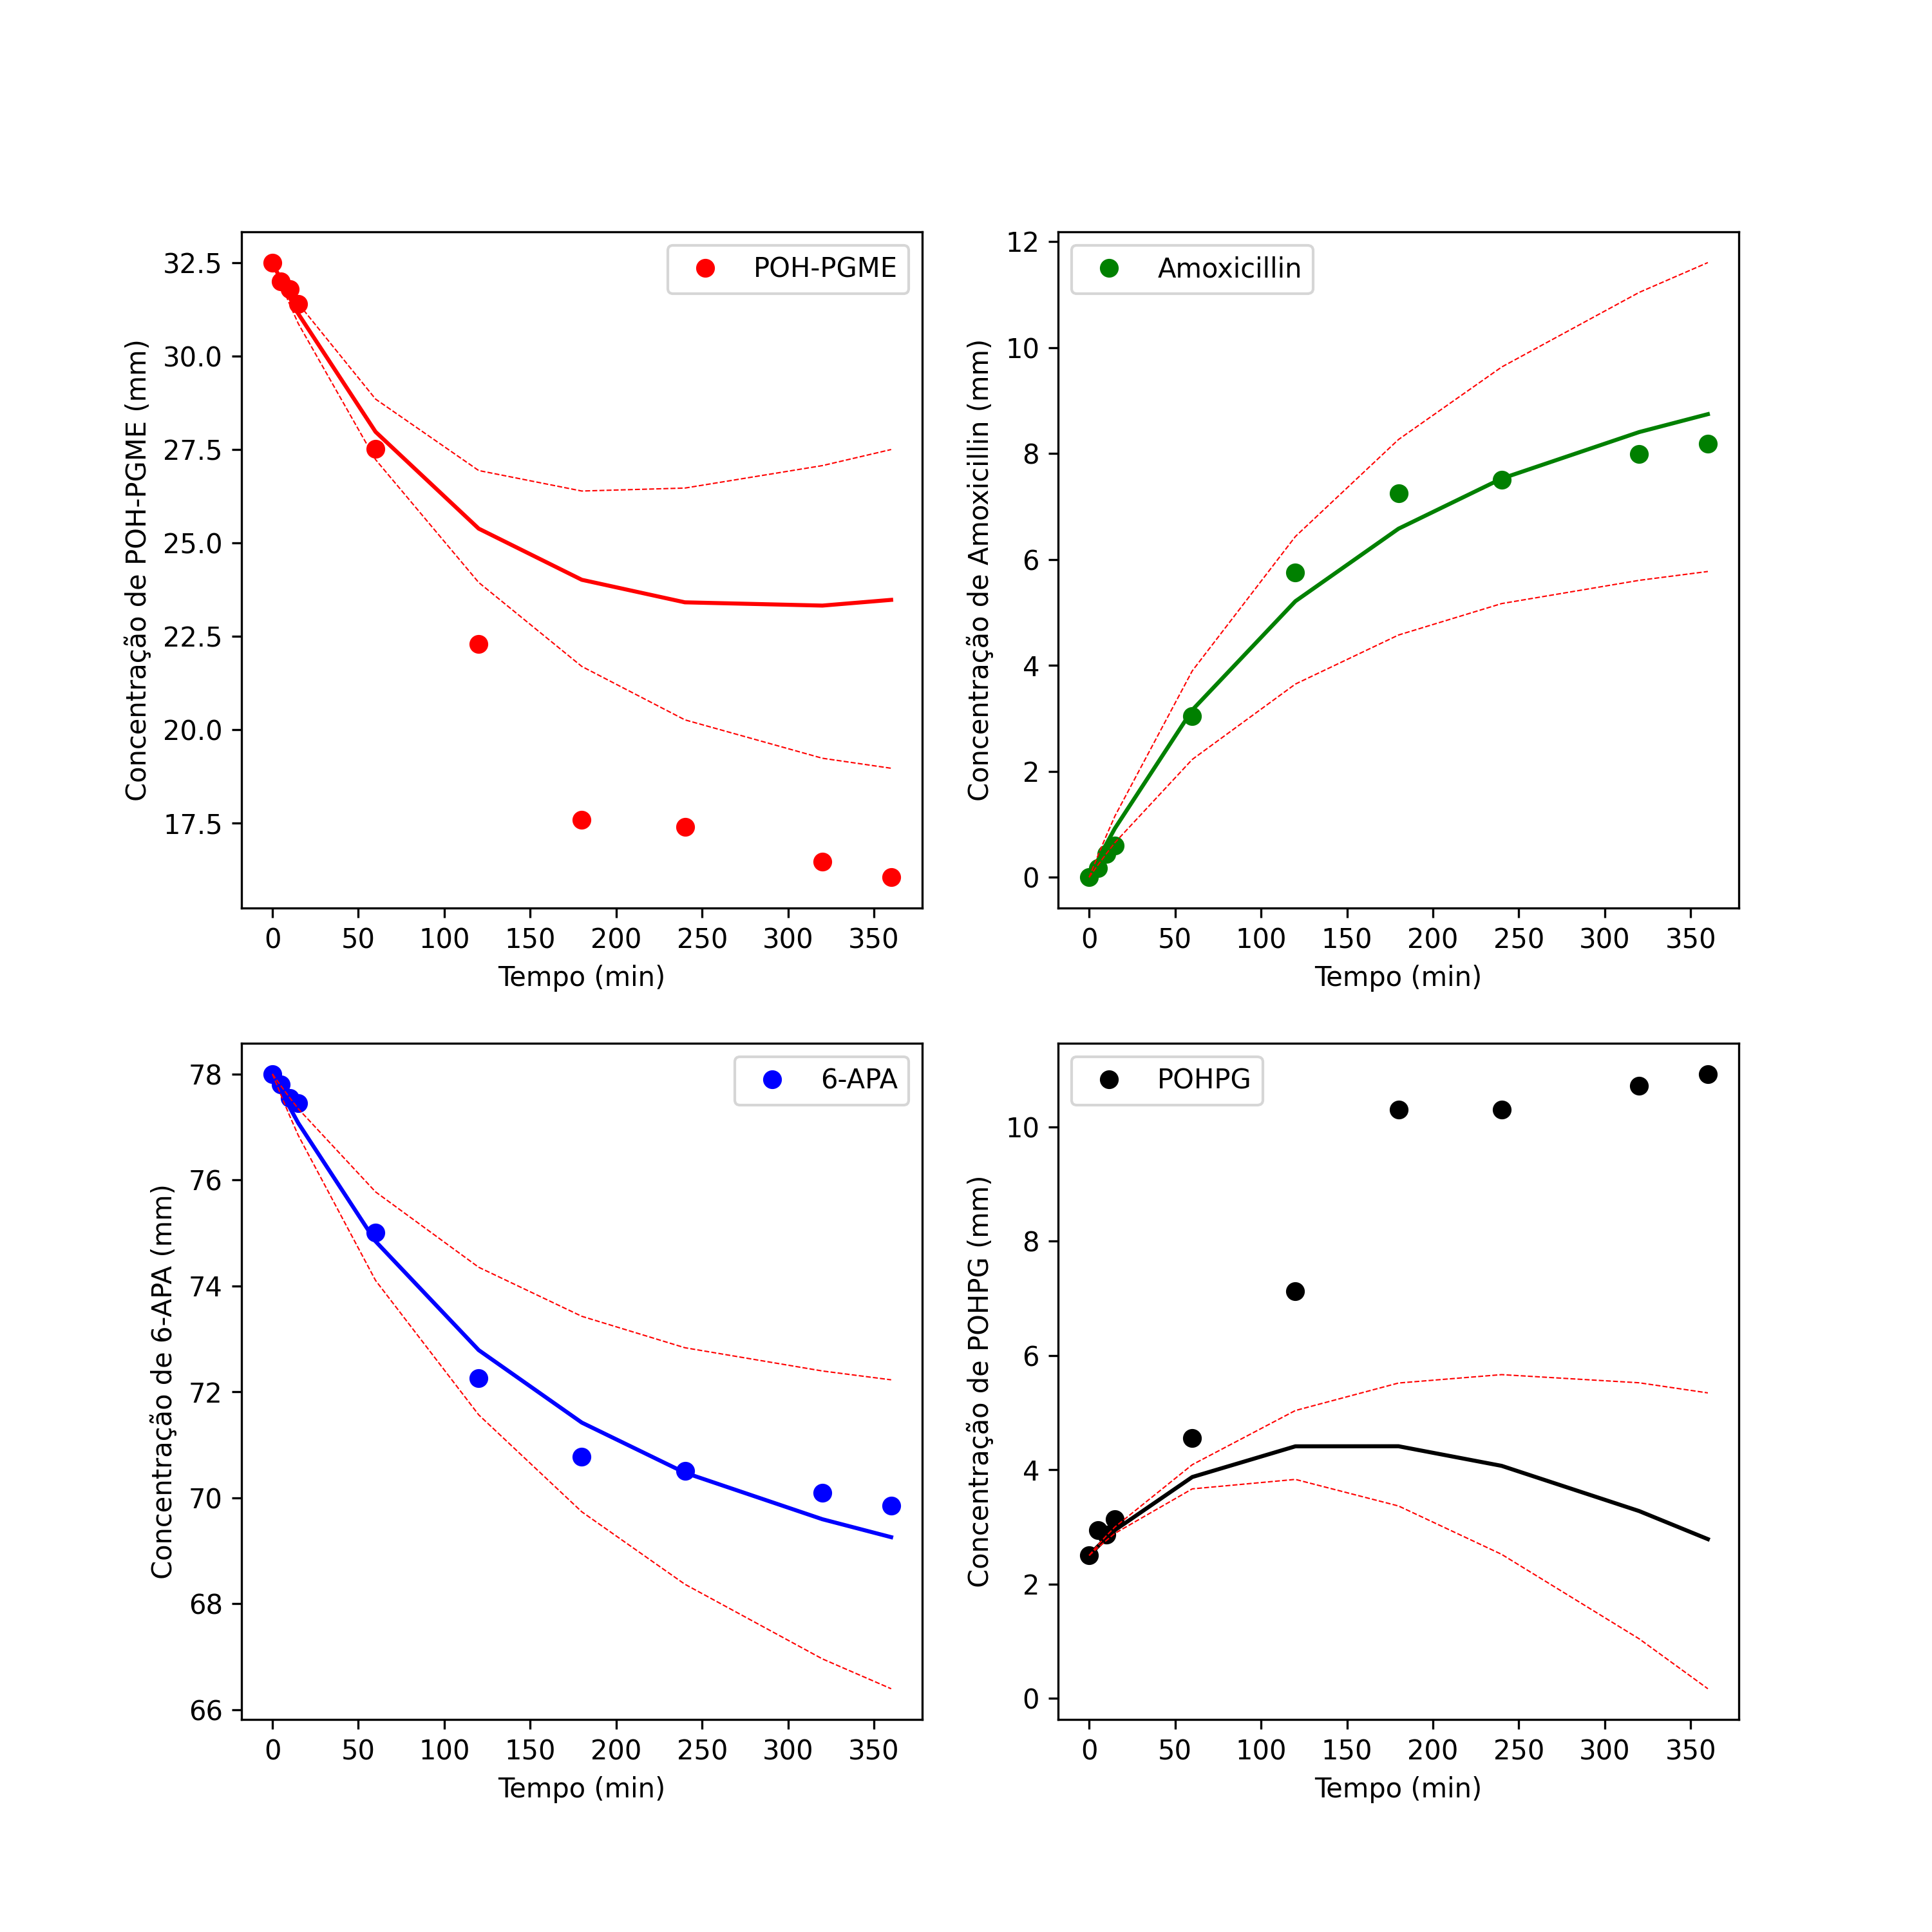 POH-PGME
Concentração de POH-PGME (mm)
32.5
30.0
27.5
25.0
22.5
20.0
17.5
0 50 100 150 200 250 300 350
Tempo (min)
Amoxicillin
Concentração de Amoxicillin (mm)
12
10
8
6
4
2
0
0 50 100 150 200 250 300 350
Tempo (min)
6-APA
Concentração de 6-APA (mm)
78
76
74
72
70
68
66
0 50 100 150 200 250 300 350
Tempo (min)
POHPG
Concentração de POHPG (mm)
10
8
6
4
2
0
0 50 100 150 200 250 300 350
Tempo (min)